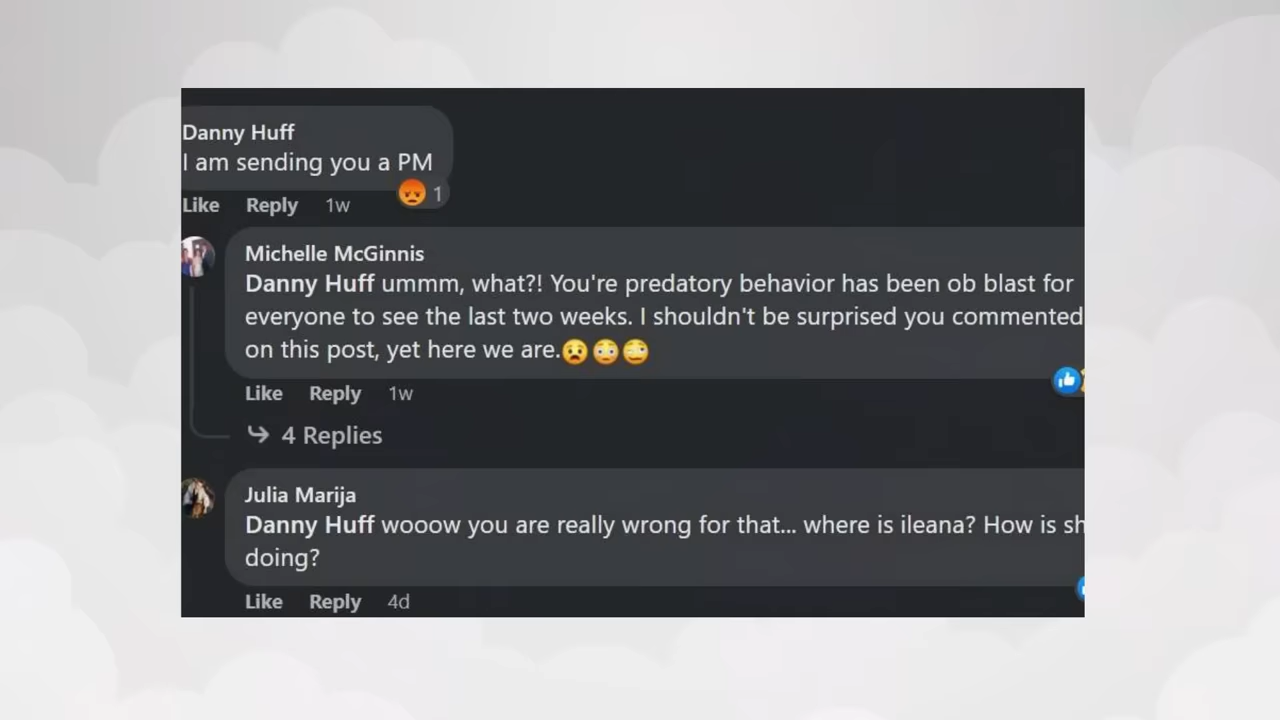 Danny Huff
I am sending you a PM
Like Reply 1w
1
Michelle McGinnis
Danny Huff ummm, what?! You're predatory behavior has been ob blast for
everyone to see the last two weeks. I shouldn't be surprised you commented
on this post, yet here we are.😧😳🙄
Like Reply 1w
4 Replies
Julia Marija
Danny Huff wooow you are really wrong for that... where is ileana? How is sh
doing?
Like Reply 4d